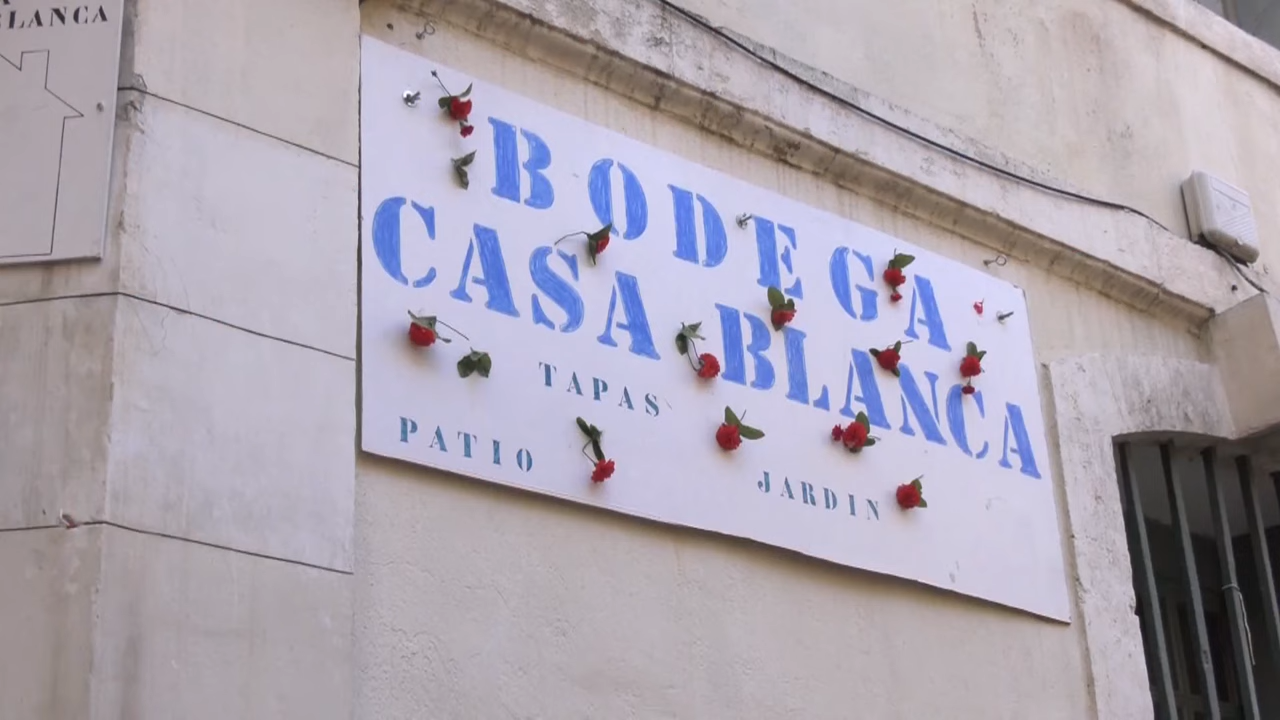 BLANCA
BODEGA
CASA BLANCA
TAPAS
PATIO
JARDIN